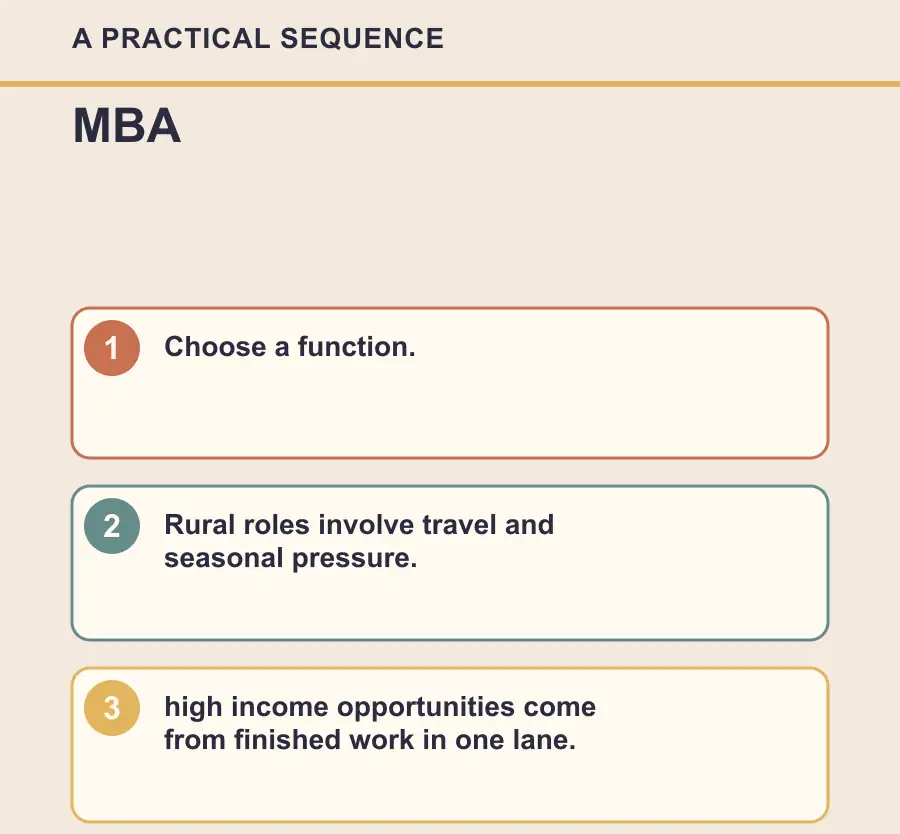 A PRACTICAL SEQUENCE
MBA
1
Choose a function.
2
Rural roles involve travel and
seasonal pressure.
3
high income opportunities come
from finished work in one lane.